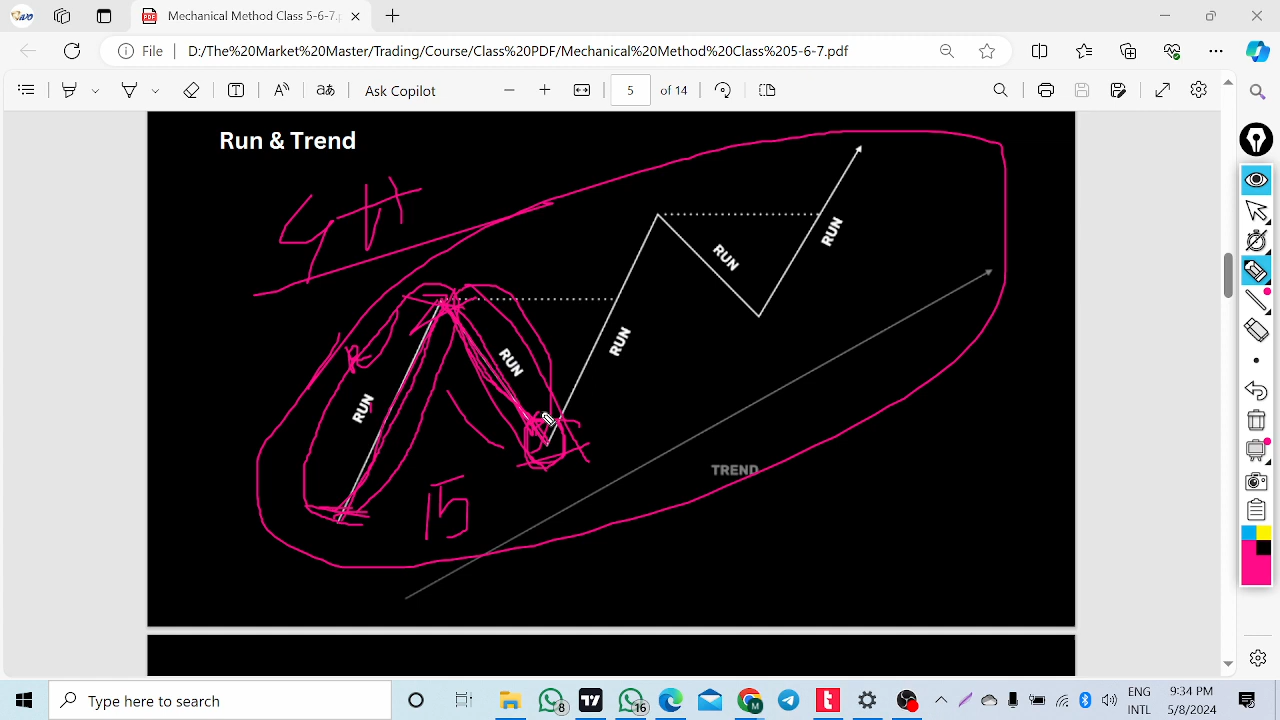 Mechanical Method Class 5-6-7.p
File
D:/The%20Market%20Master/Trading/Course/Class%20PDF/Mechanical%20Method%20Class%205-6-7.pdf
Ask Copilot
5 of 14
Run & Trend
RUN
RUN
RUN
RUN
RUN
TREND
15
Type here to search
8
16
ENG
INTL
9:34 PM
5/8/2024